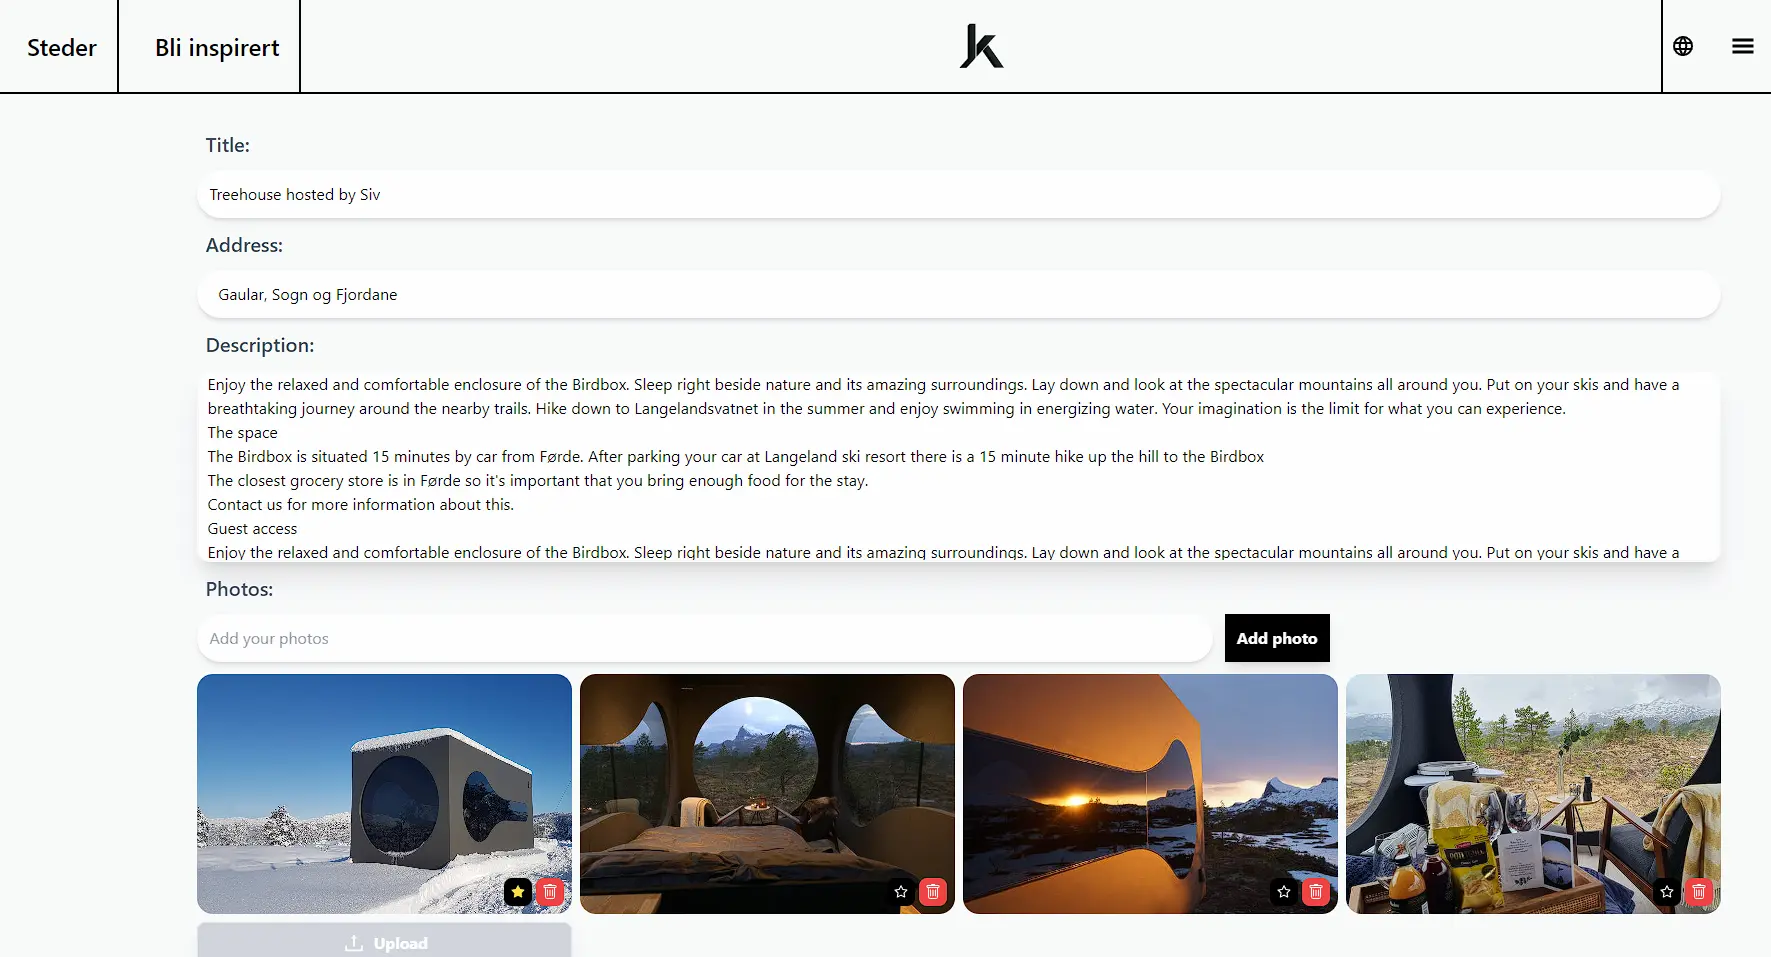 Steder
Bli inspirert
Title:
Treehouse hosted by Siv
Address:
Gaular, Sogn og Fjordane
Description:
Enjoy the relaxed and comfortable enclosure of the Birdbox. Sleep right beside nature and its amazing surroundings. Lay down and look at the spectacular mountains all around you. Put on your skis and have a
breathtaking journey around the nearby trails. Hike down to Langelandsvatnet in the summer and enjoy swimming in energizing water. Your imagination is the limit for what you can experience.
The space
The Birdbox is situated 15 minutes by car from Førde. After parking your car at Langeland ski resort there is a 15 minute hike up the hill to the Birdbox
The closest grocery store is in Førde so it's important that you bring enough food for the stay.
Contact us for more information about this.
Guest access
Enjoy the relaxed and comfortable enclosure of the Birdbox. Sleep right beside nature and its amazing surroundings. Lay down and look at the spectacular mountains all around you. Put on your skis and have a
Photos:
Add your photos
Add photo
Upload